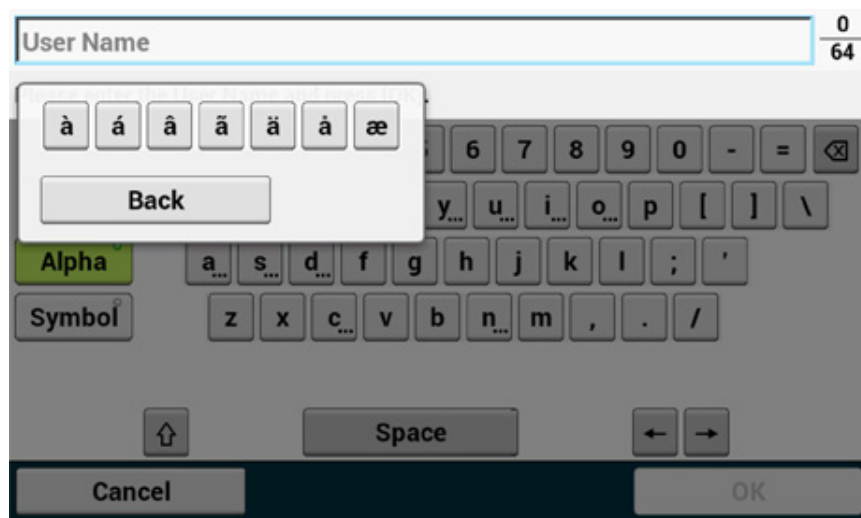 User Name
0
64
Please enter the User Name and press [OK].
à á â ã ä å æ
6 7 8 9 0 - =
Back
y... u... i... o... p [ ] \
Alpha
a... s... d... f g h j k l ; '
Symbol
z x c... v b n... m , . /
Space
← →
Cancel
OK